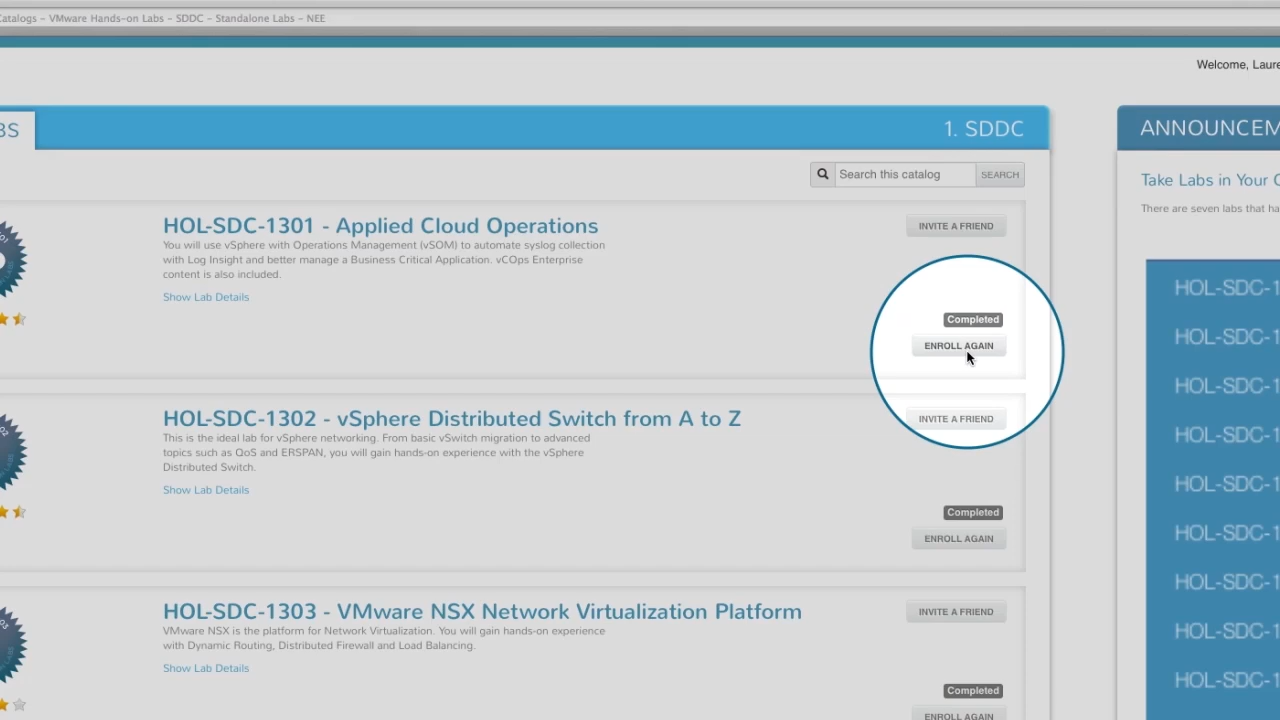 Catalogs – VMware Hands-on Labs – SDDC – Standalone Labs – NEE
Welcome, Laure
BS
1. SDDC
ANNOUNCEM
Search this catalog
SEARCH
Take Labs in Your
There are seven labs that ha
HOL-SDC-1301 - Applied Cloud Operations
INVITE A FRIEND
You will use vSphere with Operations Management (vSOM) to automate syslog collection
with Log Insight and better manage a Business Critical Application. vCOps Enterprise
content is also included.
Show Lab Details
Completed
ENROLL AGAIN
HOL-SDC-1302 - vSphere Distributed Switch from A to Z
INVITE A FRIEND
This is the ideal lab for vSphere networking. From basic vSwitch migration to advanced
topics such as QoS and ERSPAN, you will gain hands-on experience with the vSphere
Distributed Switch.
Show Lab Details
Completed
ENROLL AGAIN
HOL-SDC-1303 - VMware NSX Network Virtualization Platform
INVITE A FRIEND
VMware NSX is the platform for Network Virtualization. You will gain hands-on experience
with Dynamic Routing, Distributed Firewall and Load Balancing.
Show Lab Details
Completed
ENROLL AGAIN
HOL-SDC-1
HOL-SDC-1
HOL-SDC-1
HOL-SDC-1
HOL-SDC-1
HOL-SDC-1
HOL-SDC-1
HOL-SDC-1
HOL-SDC-1